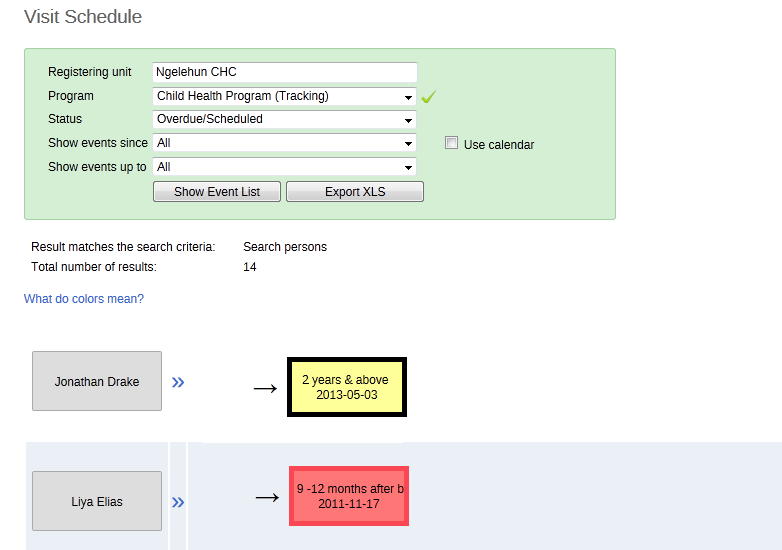 Visit Schedule
Registering unit Ngelehun CHC
Program Child Health Program (Tracking)
Status Overdue/Scheduled
Show events since All Use calendar
Show events up to All
Show Event List Export XLS
Result matches the search criteria: Search persons
Total number of results: 14
What do colors mean?
Jonathan Drake » → 2 years & above
2013-05-03
Liya Elias » → 9 -12 months after b
2011-11-17